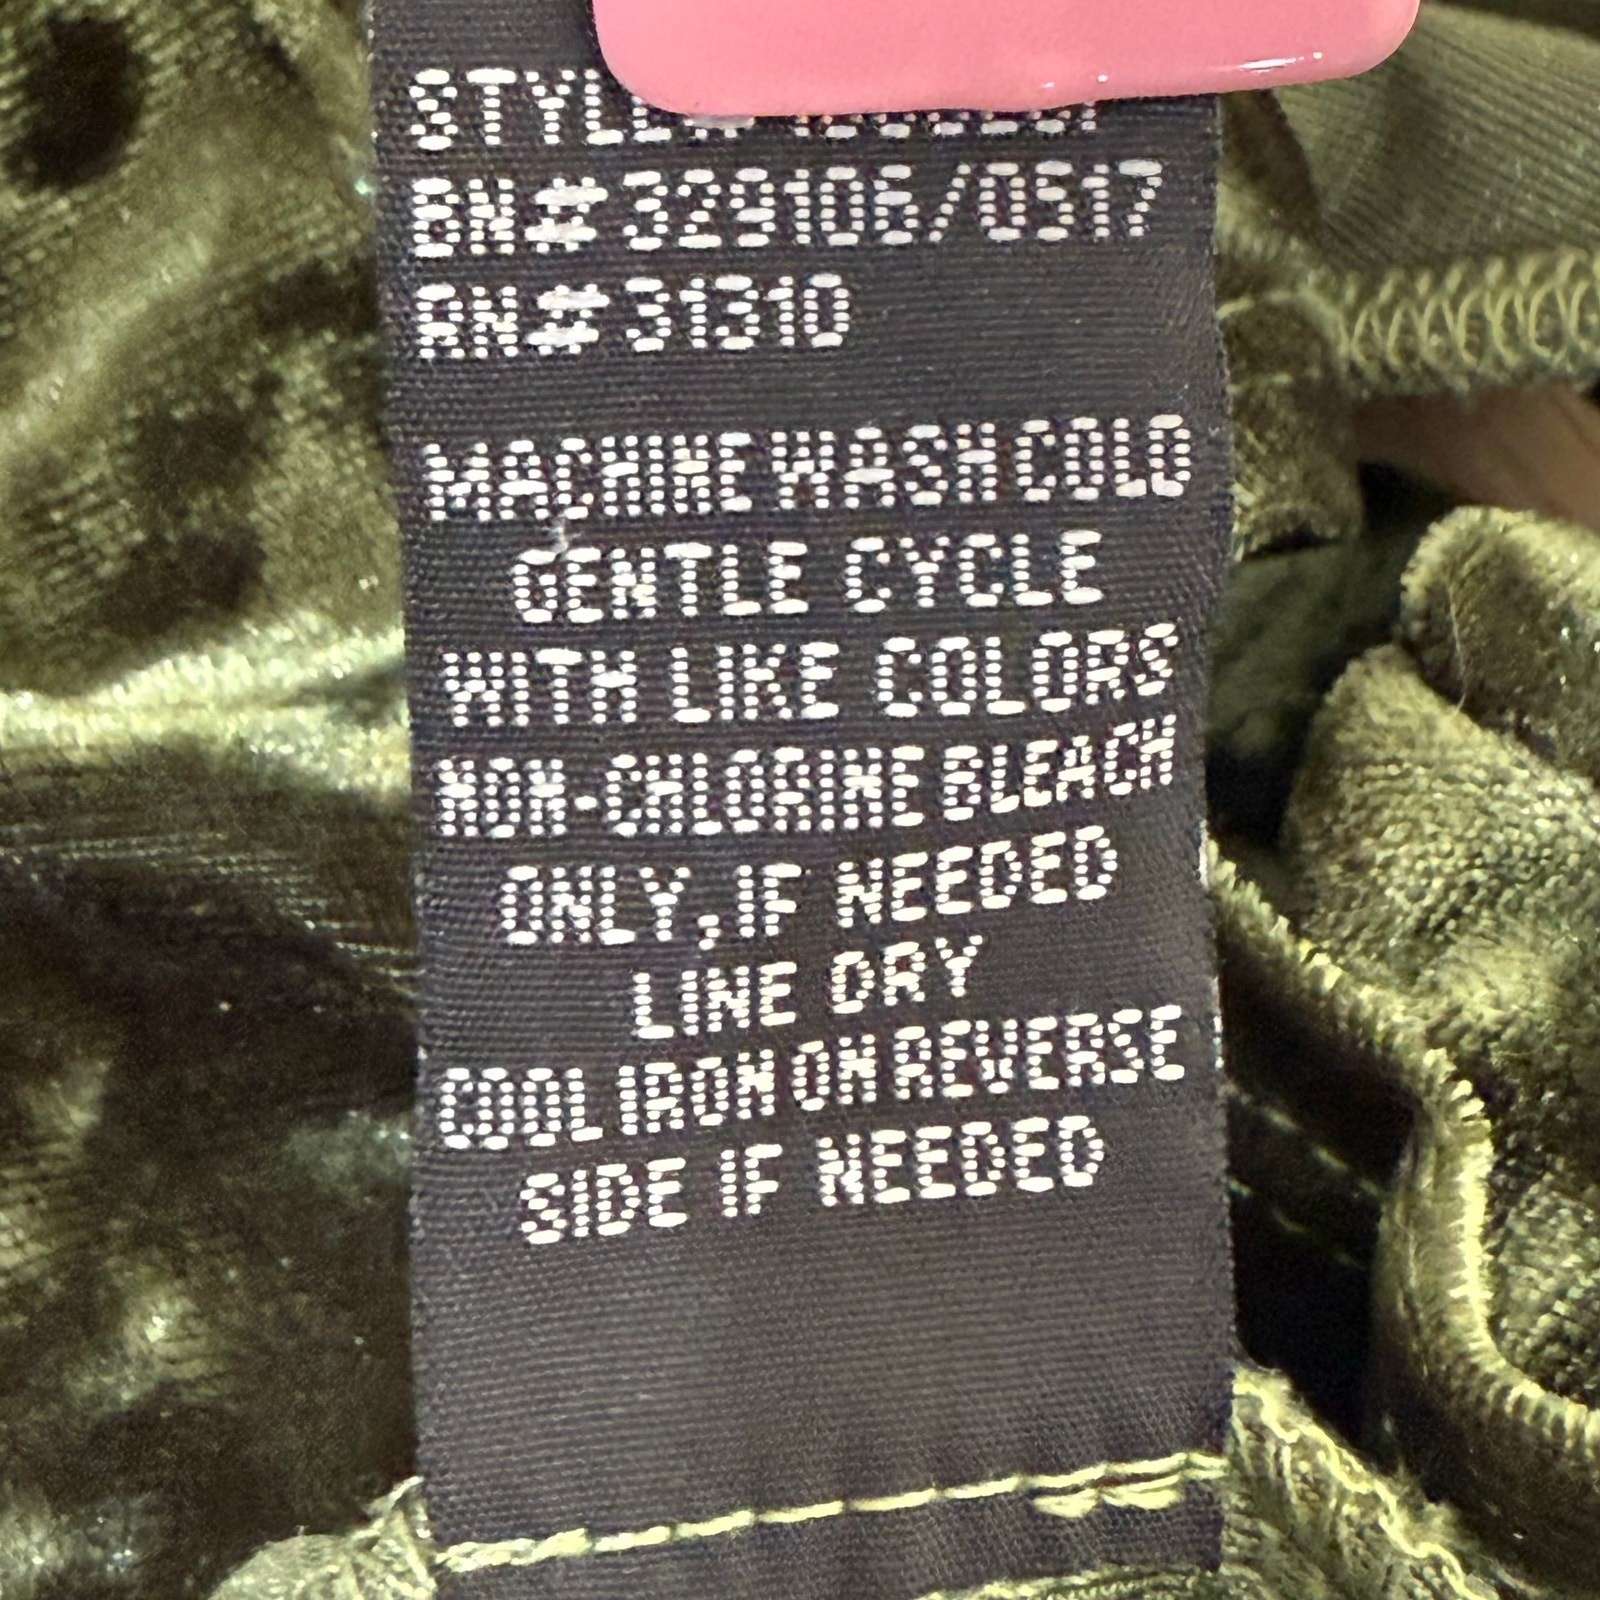 STYLE#
BN# 329106/0517
RN# 31310
MACHINE WASH COLD
GENTLE CYCLE
WITH LIKE COLORS
NON-CHLORINE BLEACH
ONLY, IF NEEDED
LINE DRY
COOL IRON ON REVERSE
SIDE IF NEEDED